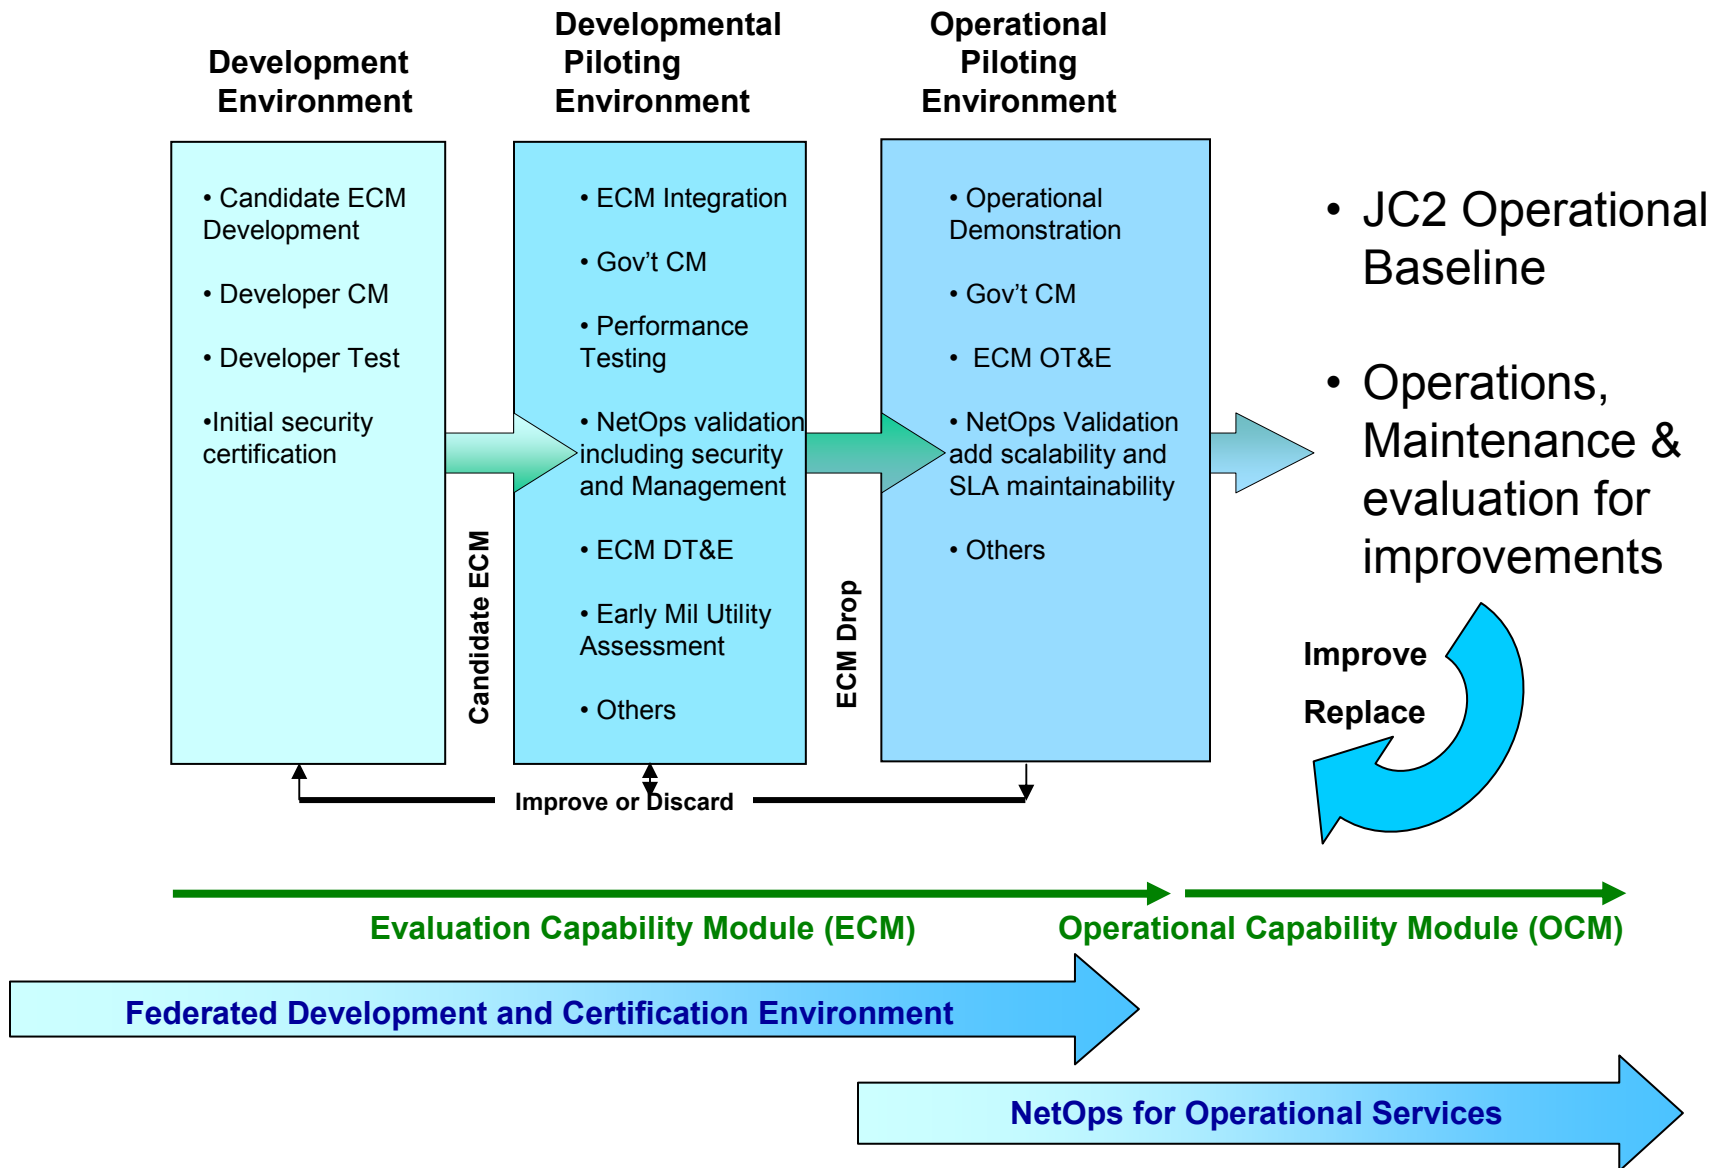 Development
Environment
Developmental
Piloting
Environment
Operational
Piloting
Environment
• Candidate ECM
Development
• Developer CM
• Developer Test
•Initial security
certification
Candidate ECM
• ECM Integration
• Gov't CM
• Performance
Testing
• NetOps validation
including security
and Management
• ECM DT&E
• Early Mil Utility
Assessment
• Others
ECM Drop
• Operational
Demonstration
• Gov't CM
• ECM OT&E
• NetOps Validation
add scalability and
SLA maintainability
• Others
• JC2 Operational
Baseline
• Operations,
Maintenance &
evaluation for
improvements
Improve
Replace
Improve or Discard
Evaluation Capability Module (ECM)
Operational Capability Module (OCM)
Federated Development and Certification Environment
NetOps for Operational Services